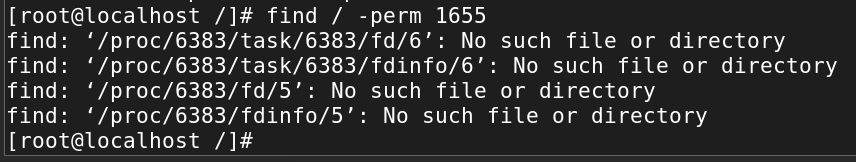 [root@localhost /]# find / -perm 1655
find: ‘/proc/6383/task/6383/fd/6’: No such file or directory
find: ‘/proc/6383/task/6383/fdinfo/6’: No such file or directory
find: ‘/proc/6383/fd/5’: No such file or directory
find: ‘/proc/6383/fdinfo/5’: No such file or directory
[root@localhost /]#